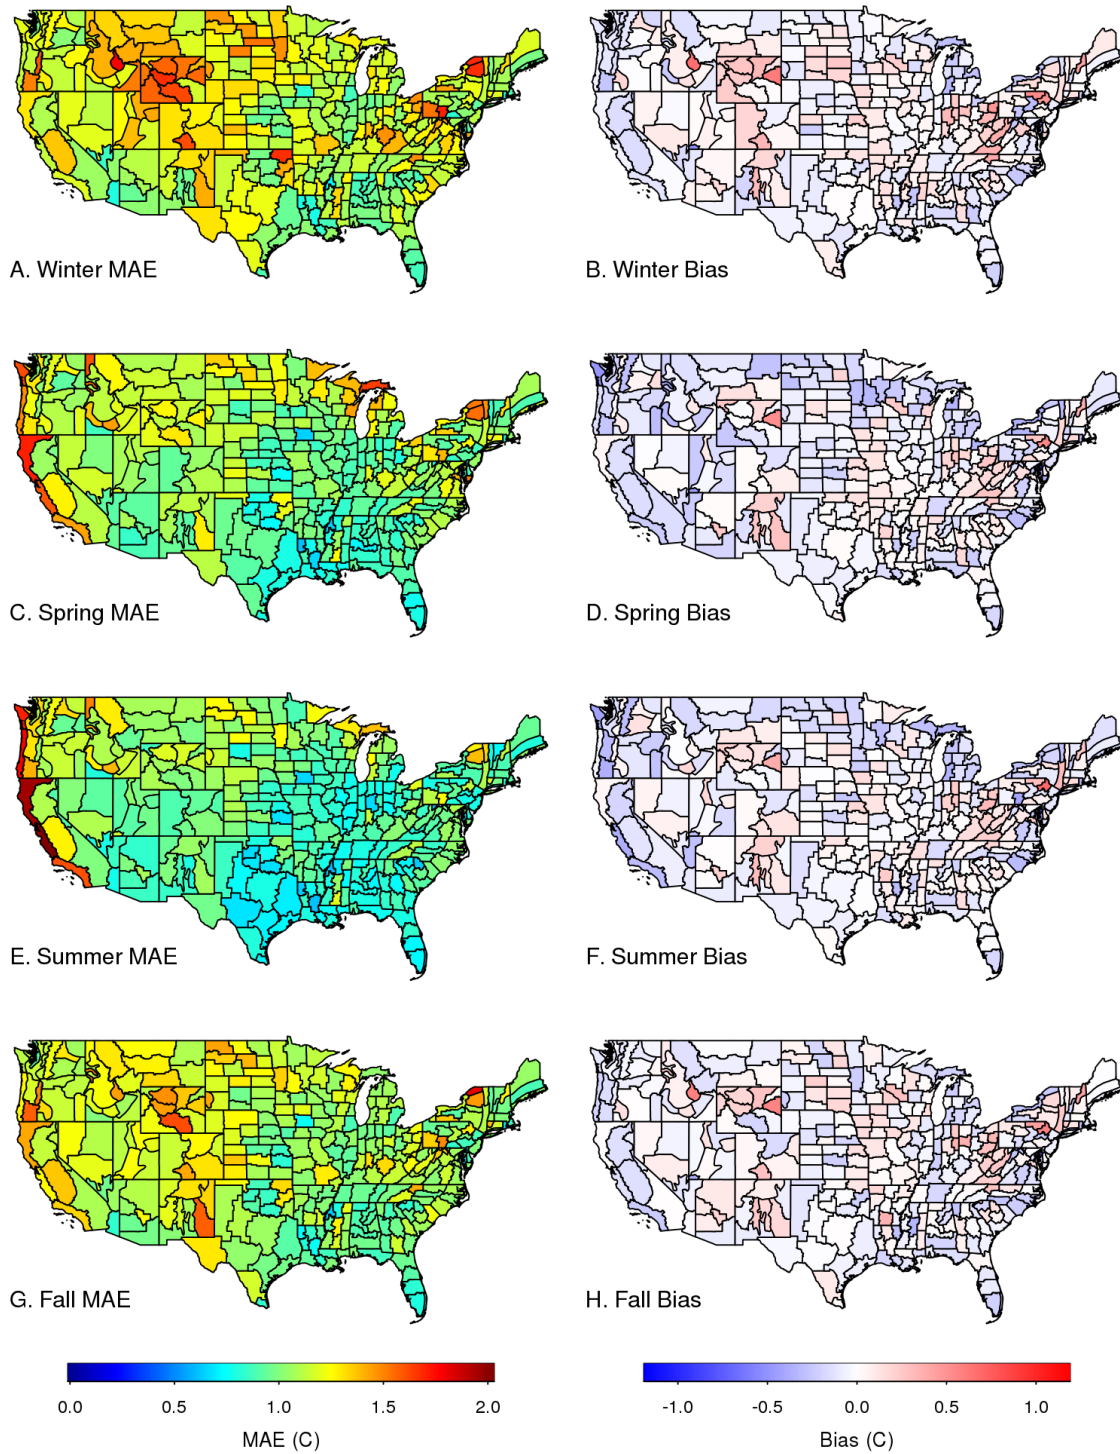 A. Winter MAE
B. Winter Bias
C. Spring MAE
D. Spring Bias
E. Summer MAE
F. Summer Bias
G. Fall MAE
H. Fall Bias
0.0 0.5 1.0 1.5 2.0
MAE (C)
-1.0 -0.5 0.0 0.5 1.0
Bias (C)